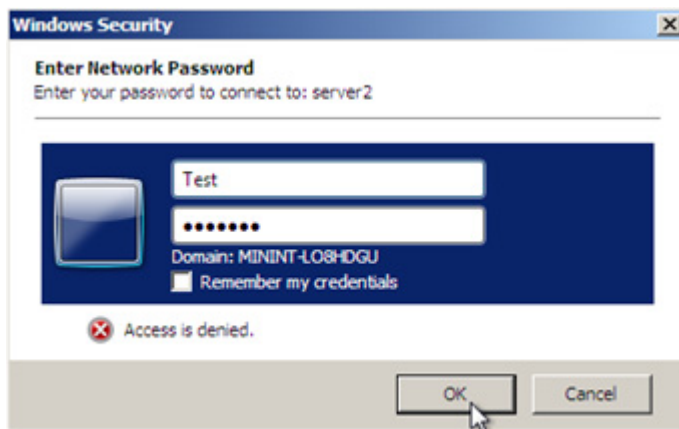 Windows Security
Enter Network Password
Enter your password to connect to: server2
Test
•••••••
Domain: MININT-LO8HDGU
Remember my credentials
Access is denied.
OK
Cancel